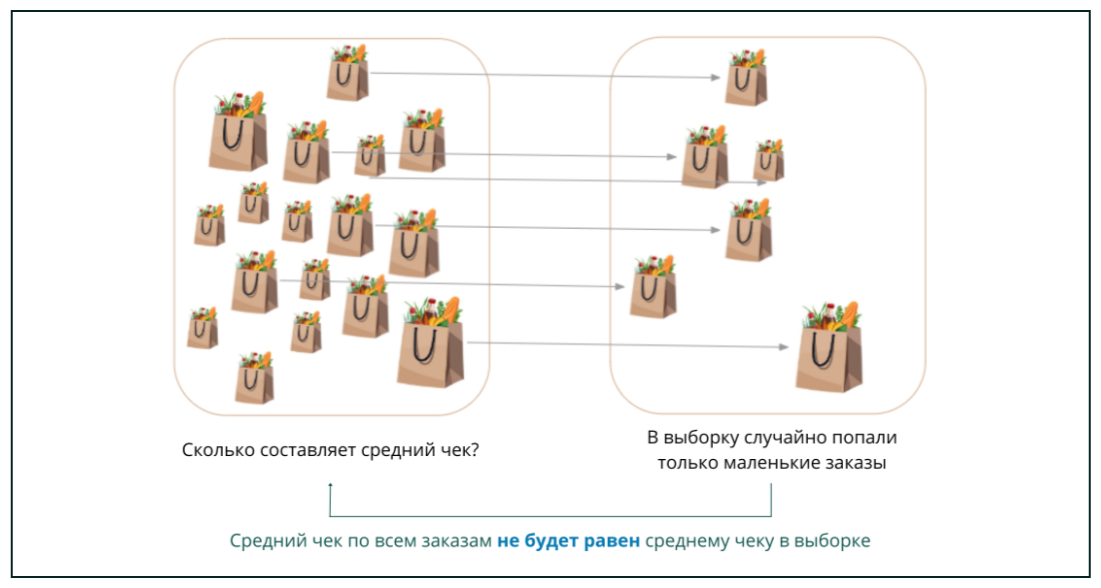 Сколько составляет средний чек?
В выборку случайно попали
только маленькие заказы
Средний чек по всем заказам не будет равен среднему чеку в выборке